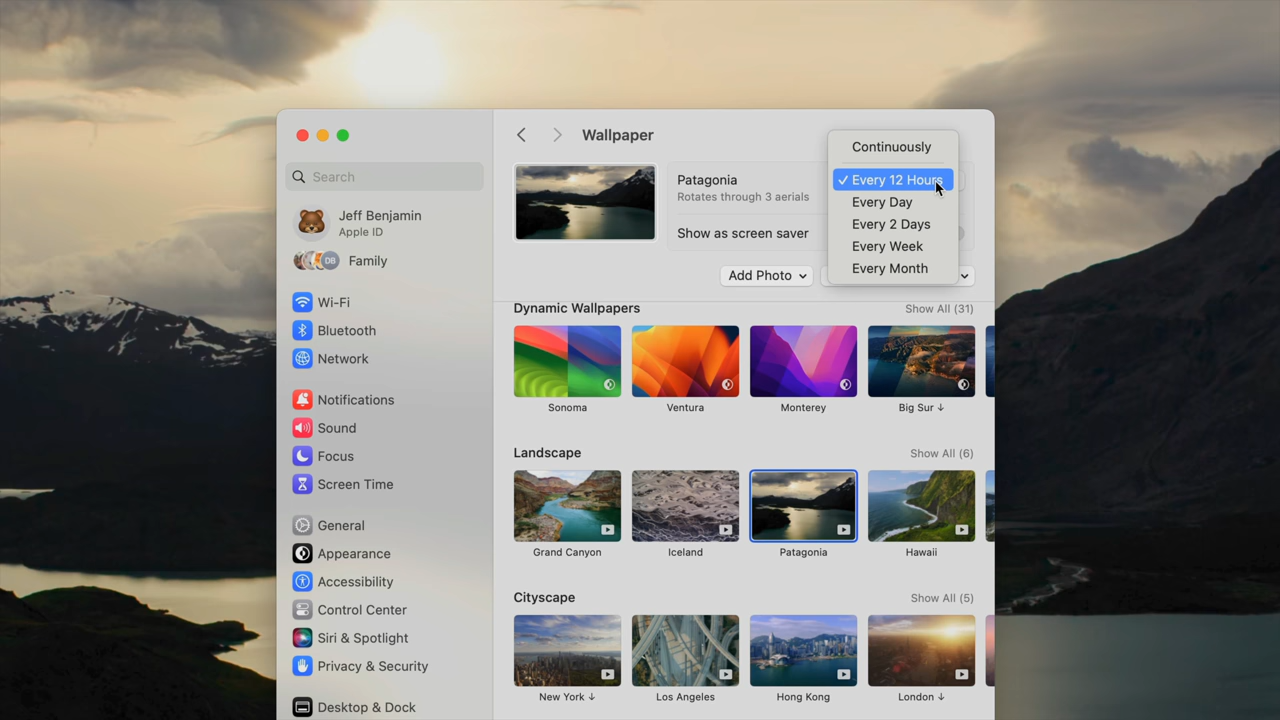 Wallpaper
Search
Jeff Benjamin
Apple ID
DB
Family
Wi-Fi
Bluetooth
Network
Notifications
Sound
Focus
Screen Time
General
Appearance
Accessibility
Control Center
Siri & Spotlight
Privacy & Security
Desktop & Dock
Patagonia
Rotates through 3 aerials
Show as screen saver
Continuously
✓ Every 12 Hours
Every Day
Every 2 Days
Every Week
Every Month
Add Photo
Dynamic Wallpapers
Show All (31)
Sonoma
Ventura
Monterey
Big Sur ↓
Landscape
Show All (6)
Grand Canyon
Iceland
Patagonia
Hawaii
Cityscape
Show All (5)
New York ↓
Los Angeles
Hong Kong
London ↓